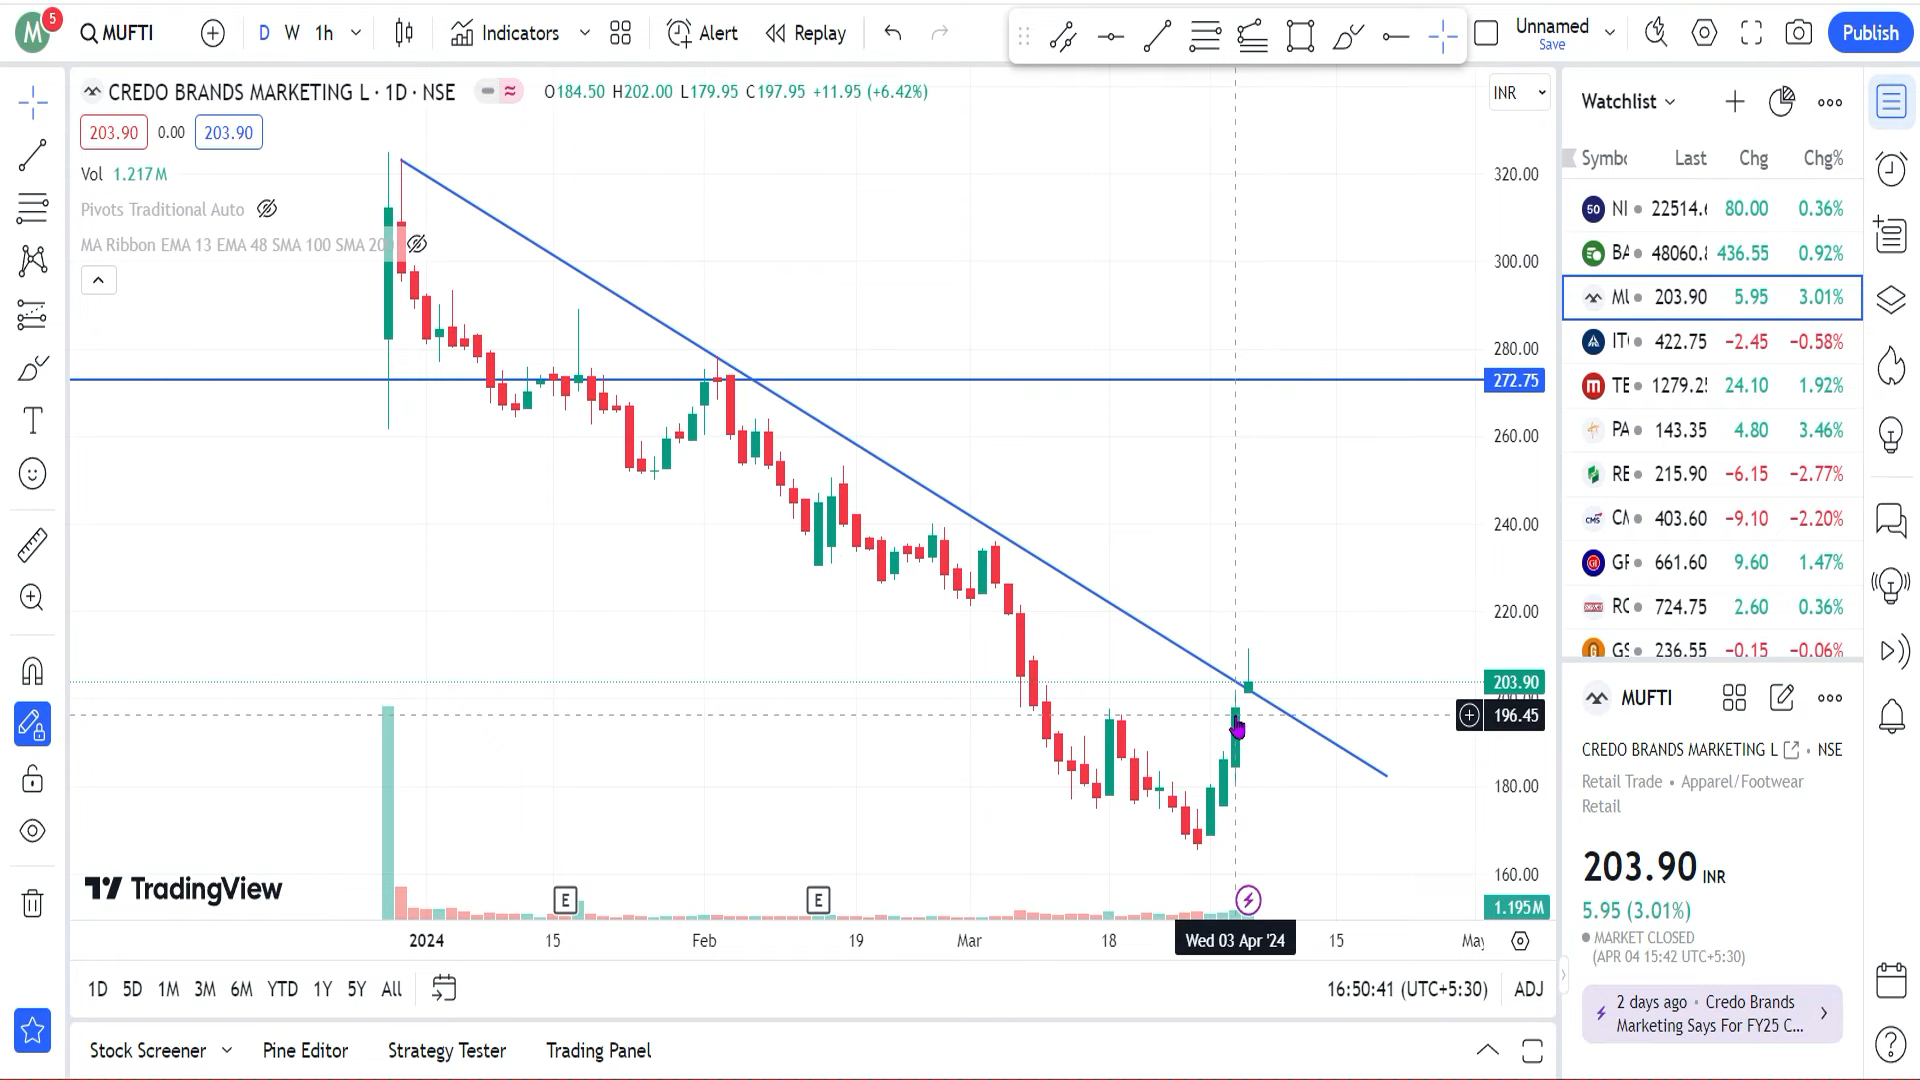 M 5 MUFTI D W 1h Indicators Alert Replay Unnamed Publish
Save
CREDO BRANDS MARKETING L · 1D · NSE O184.50 H202.00 L179.95 C197.95 +11.95 (+6.42%) INR
203.90 0.00 203.90
Vol 1.217M
Pivots Traditional Auto
MA Ribbon EMA 13 EMA 48 SMA 100 SMA 20
320.00
300.00
280.00
272.75
260.00
240.00
220.00
203.90
196.45
180.00
160.00
1.195M
TradingView
E E
2024 15 Feb 19 Mar 18 Wed 03 Apr '24 15 May
1D 5D 1M 3M 6M YTD 1Y 5Y All 16:50:41 (UTC+5:30) ADJ
Stock Screener Pine Editor Strategy Tester Trading Panel
Watchlist
Last Chg Chg%
50 NI 22514. 80.00 0.36%
BA 48060. 436.55 0.92%
203.90 5.95 3.01%
IT 422.75 −2.45 −0.58%
TE 1279.2 24.10 1.92%
PA 143.35 4.80 3.46%
RE 215.90 −6.15 −2.77%
CMS 403.60 −9.10 −2.20%
661.60 9.60 1.47%
724.75 2.60 0.36%
236.55 −0.15 −0.06%
MUFTI
CREDO BRANDS MARKETING L • NSE
Retail Trade • Apparel/Footwear
Retail
203.90 INR
5.95 (3.01%)
MARKET CLOSED
(APR 04 15:42 UTC+5:30)
2 days ago • Credo Brands
Marketing Says For FY25 C...